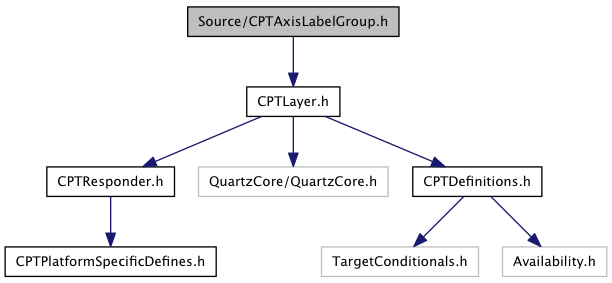 Source/CPTAxisLabelGroup.h
CPTLayer.h
CPTResponder.h
QuartzCore/QuartzCore.h
CPTDefinitions.h
CPTPlatformSpecificDefines.h
TargetConditionals.h
Availability.h